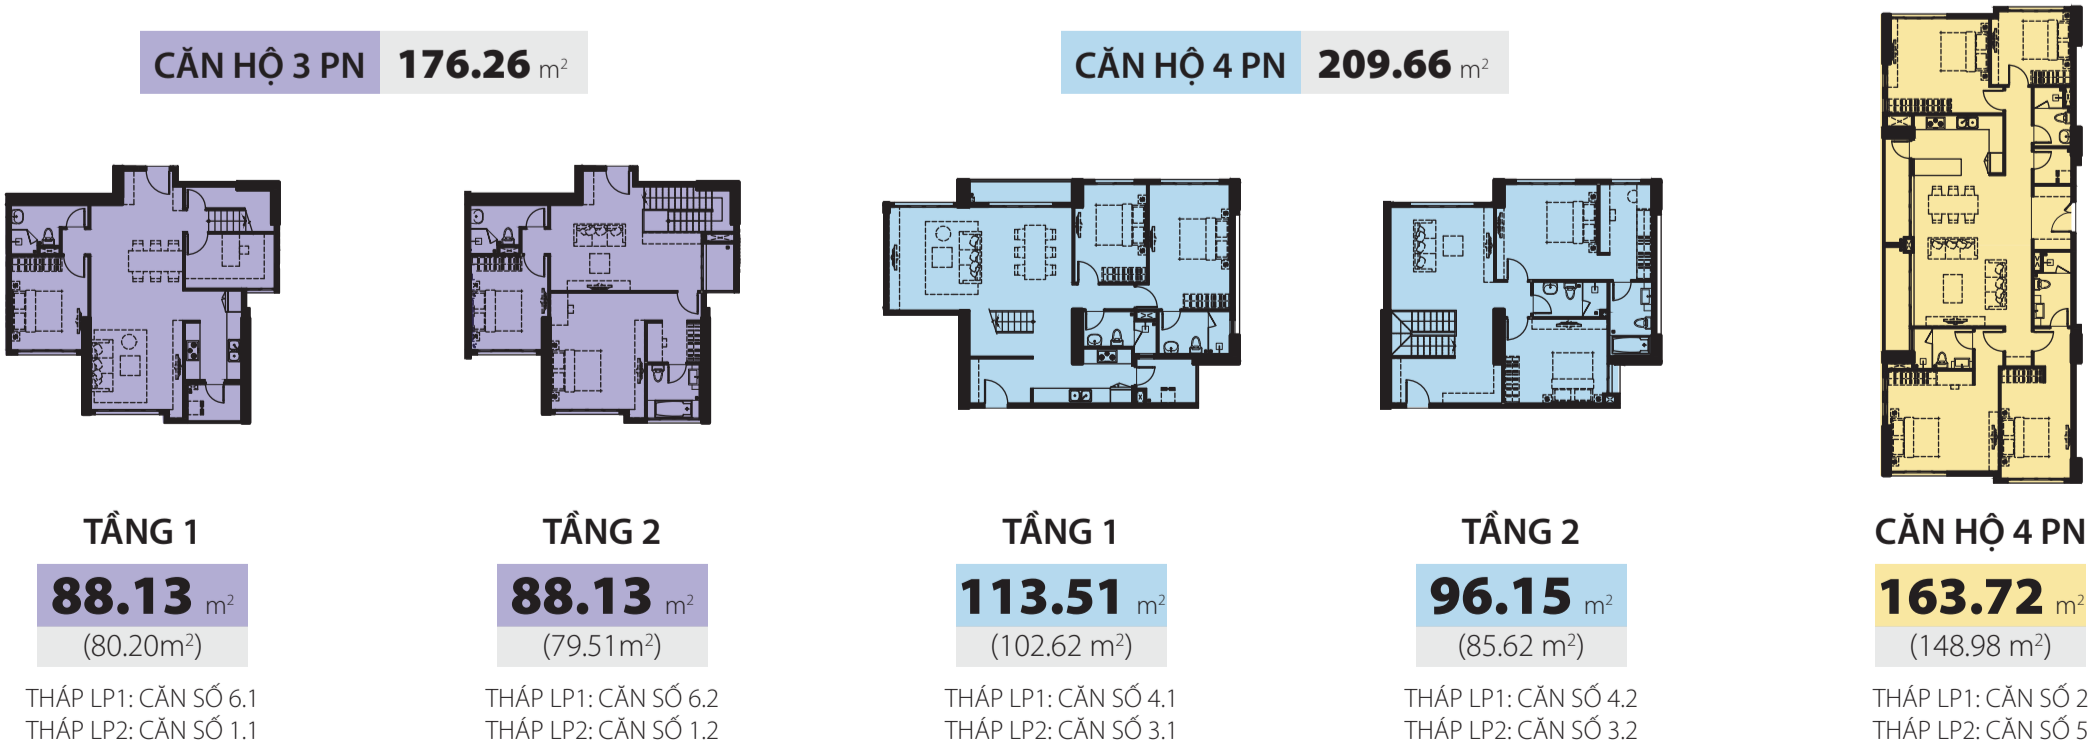 CĂN HỘ 3 PN 176.26 m²
CĂN HỘ 4 PN 209.66 m²
TẦNG 1
88.13 m²
(80.20m²)
THÁP LP1: CĂN SỐ 6.1
THÁP LP2: CĂN SỐ 1.1
TẦNG 2
88.13 m²
(79.51m²)
THÁP LP1: CĂN SỐ 6.2
THÁP LP2: CĂN SỐ 1.2
TẦNG 1
113.51 m²
(102.62 m²)
THÁP LP1: CĂN SỐ 4.1
THÁP LP2: CĂN SỐ 3.1
TẦNG 2
96.15 m²
(85.62 m²)
THÁP LP1: CĂN SỐ 4.2
THÁP LP2: CĂN SỐ 3.2
CĂN HỘ 4 PN
163.72 m²
(148.98 m²)
THÁP LP1: CĂN SỐ 2
THÁP LP2: CĂN SỐ 5